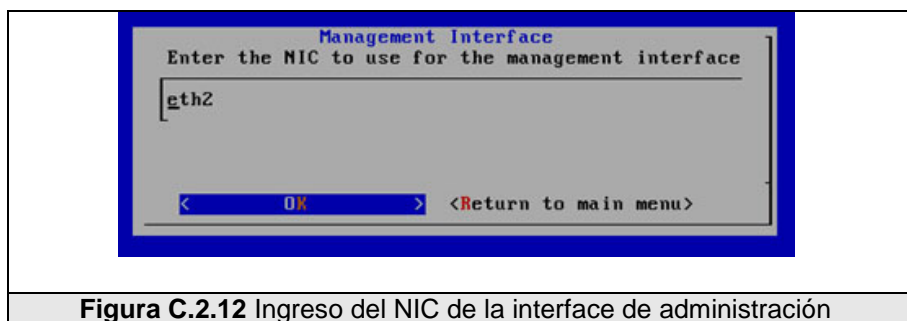 Management Interface
Enter the NIC to use for the management interface
eth2
< OK > <Return to main menu>
Figura C.2.12 Ingreso del NIC de la interface de administración